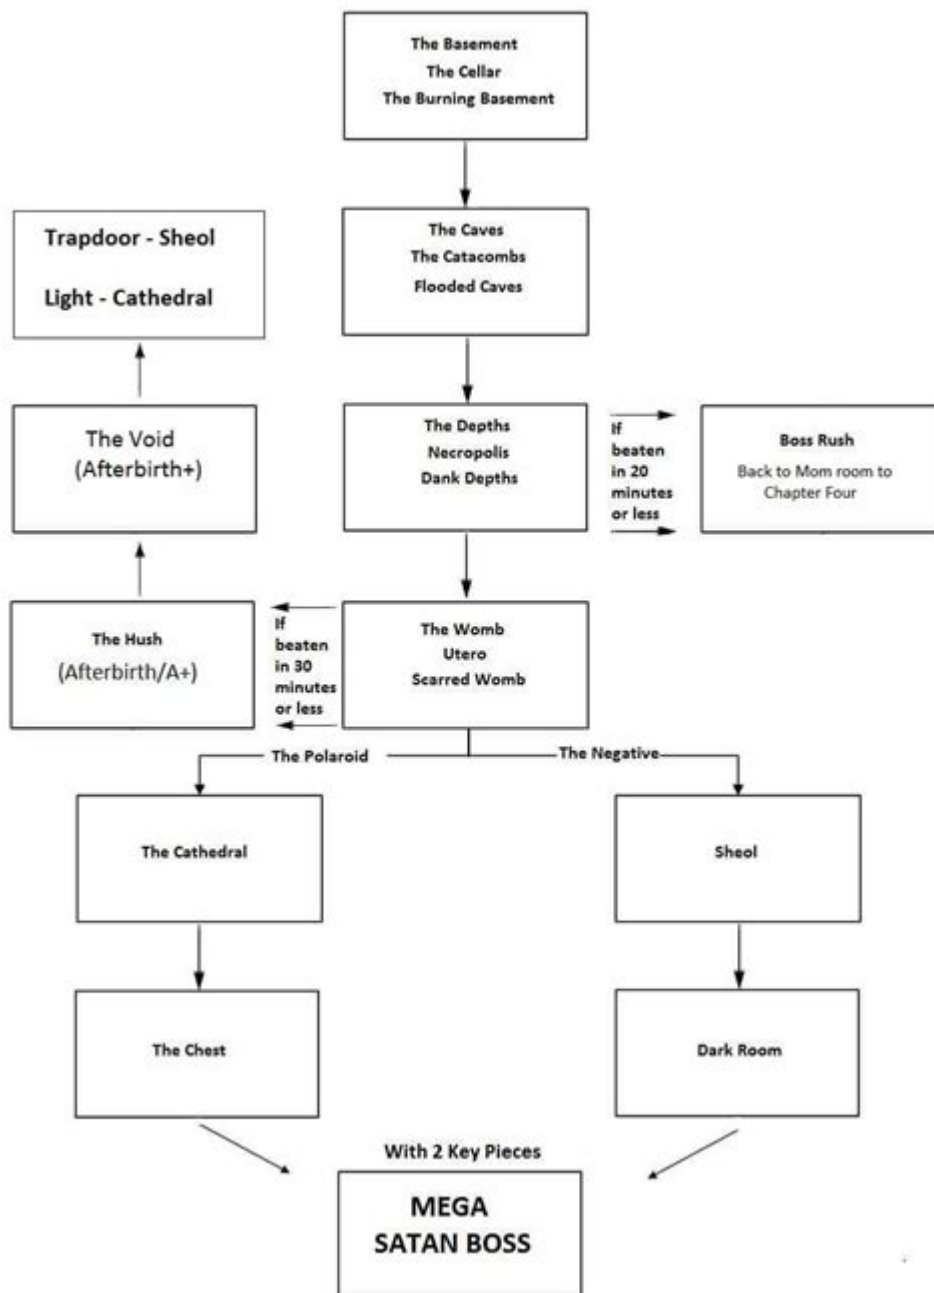 The Basement
The Cellar
The Burning Basement
Trapdoor - Sheol
Light - Cathedral
The Caves
The Catacombs
Flooded Caves
The Void
(Afterbirth+)
The Depths
Necropolis
Dank Depths
If
beaten
in 20
minutes
or less
Boss Rush
Back to Mom room to
Chapter Four
The Hush
(Afterbirth/A+)
If
beaten
in 30
minutes
or less
The Womb
Utero
Scarred Womb
The Polaroid
The Negative
The Cathedral
Sheol
The Chest
Dark Room
With 2 Key Pieces
MEGA
SATAN BOSS